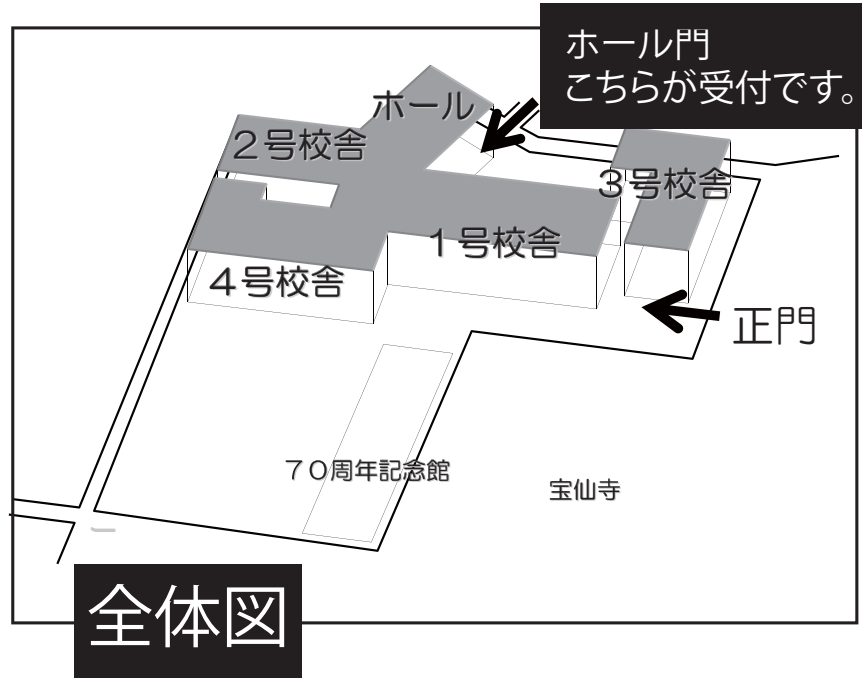 ホール門
こちらが受付です。
ホール
２号校舎
３号校舎
１号校舎
４号校舎
正門
７０周年記念館
宝仙寺
全体図